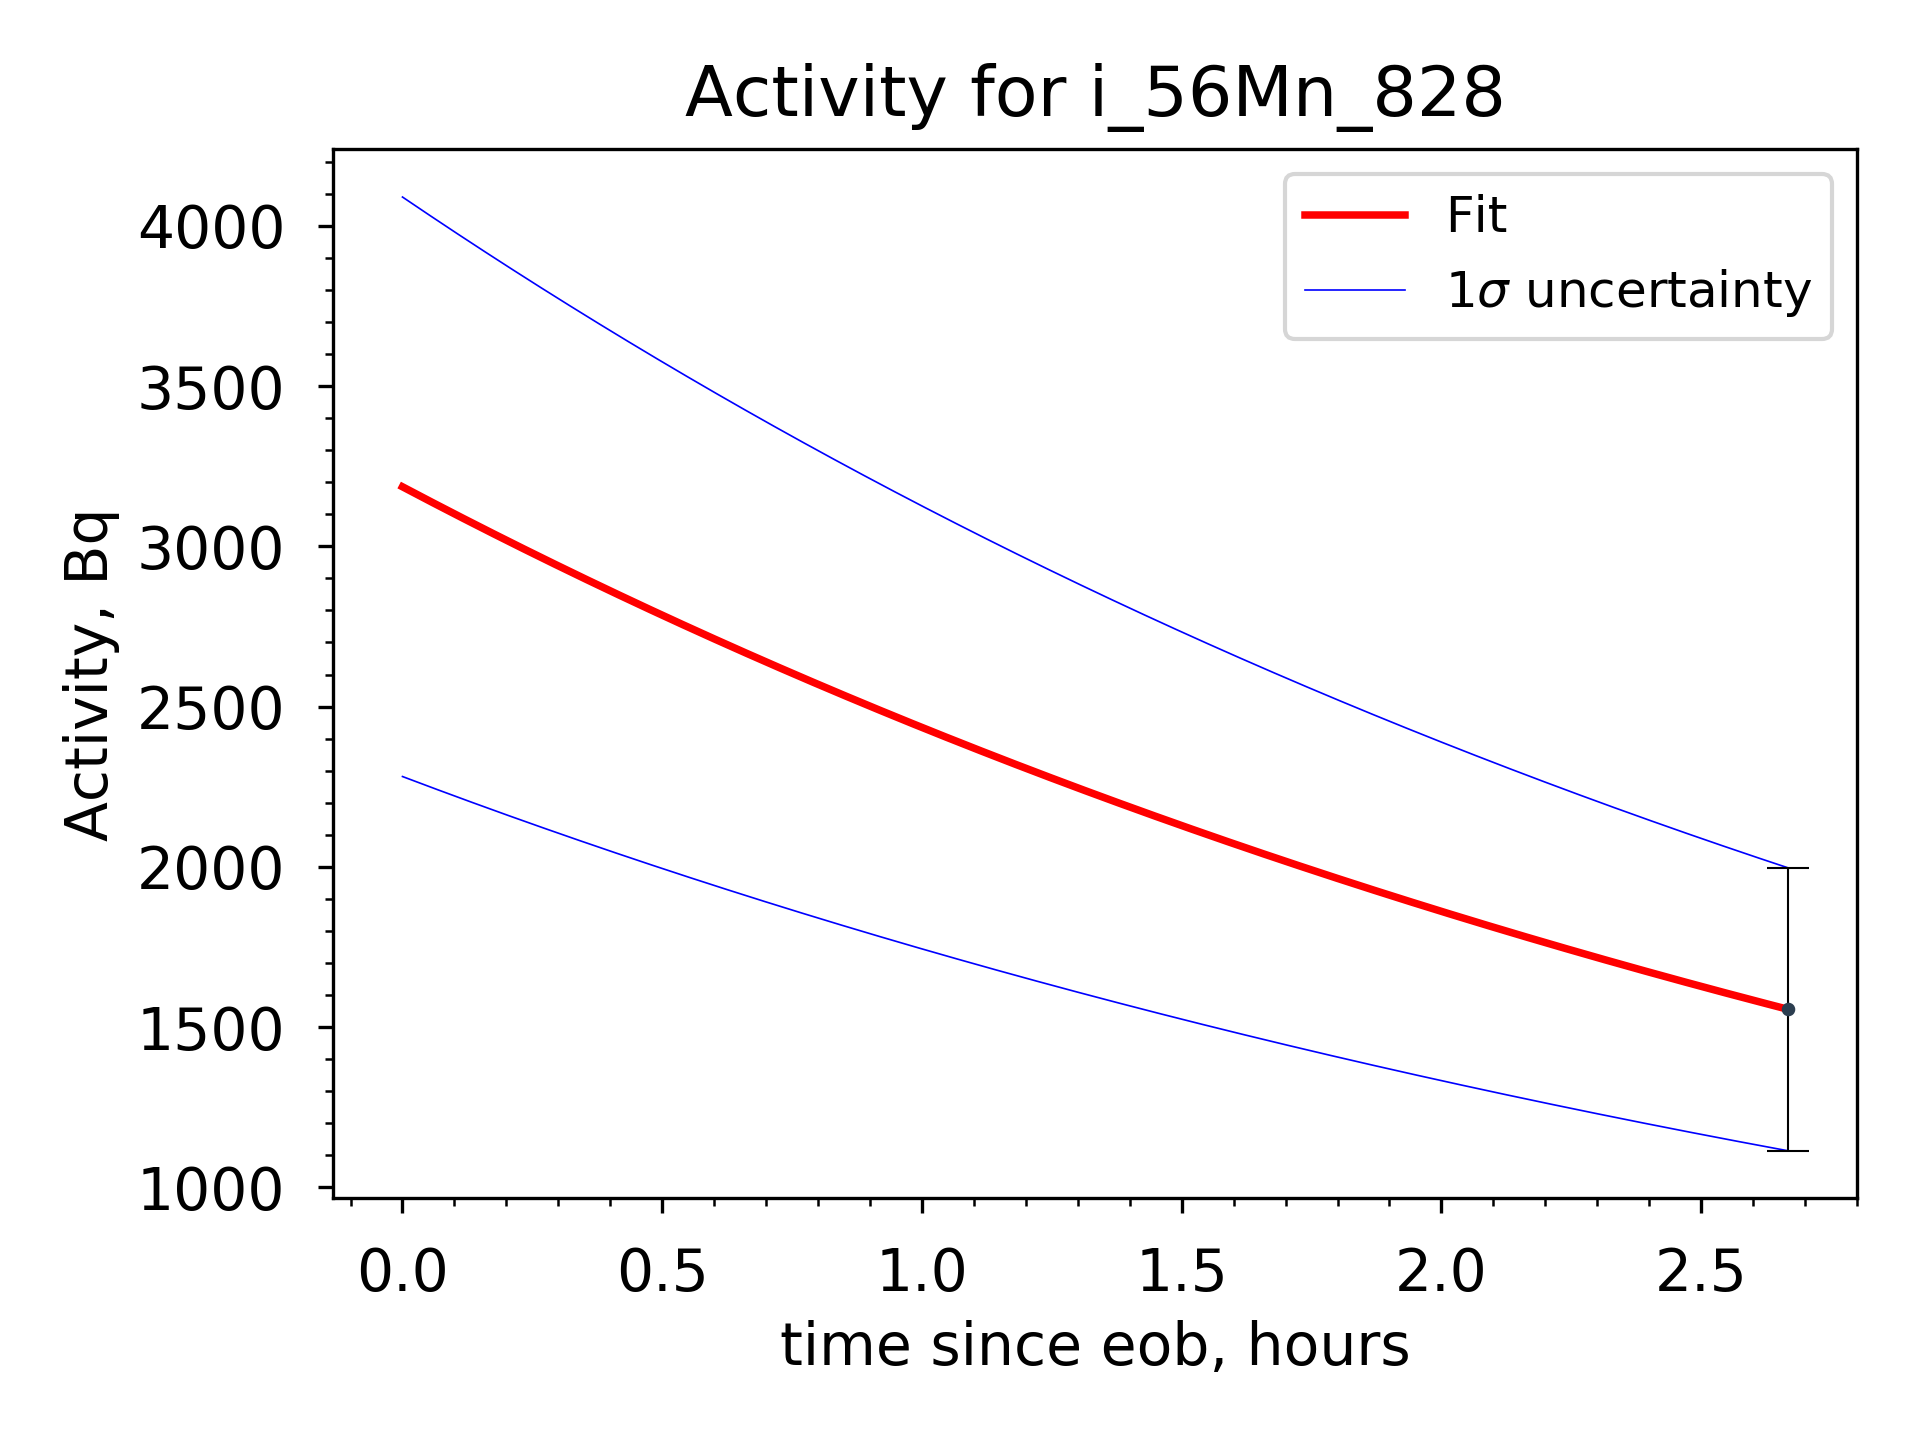 Activity for i_56Mn_828
Fit
1σ uncertainty
4000
3500
3000
2500
2000
1500
1000
Activity, Bq
0.0 0.5 1.0 1.5 2.0 2.5
time since eob, hours